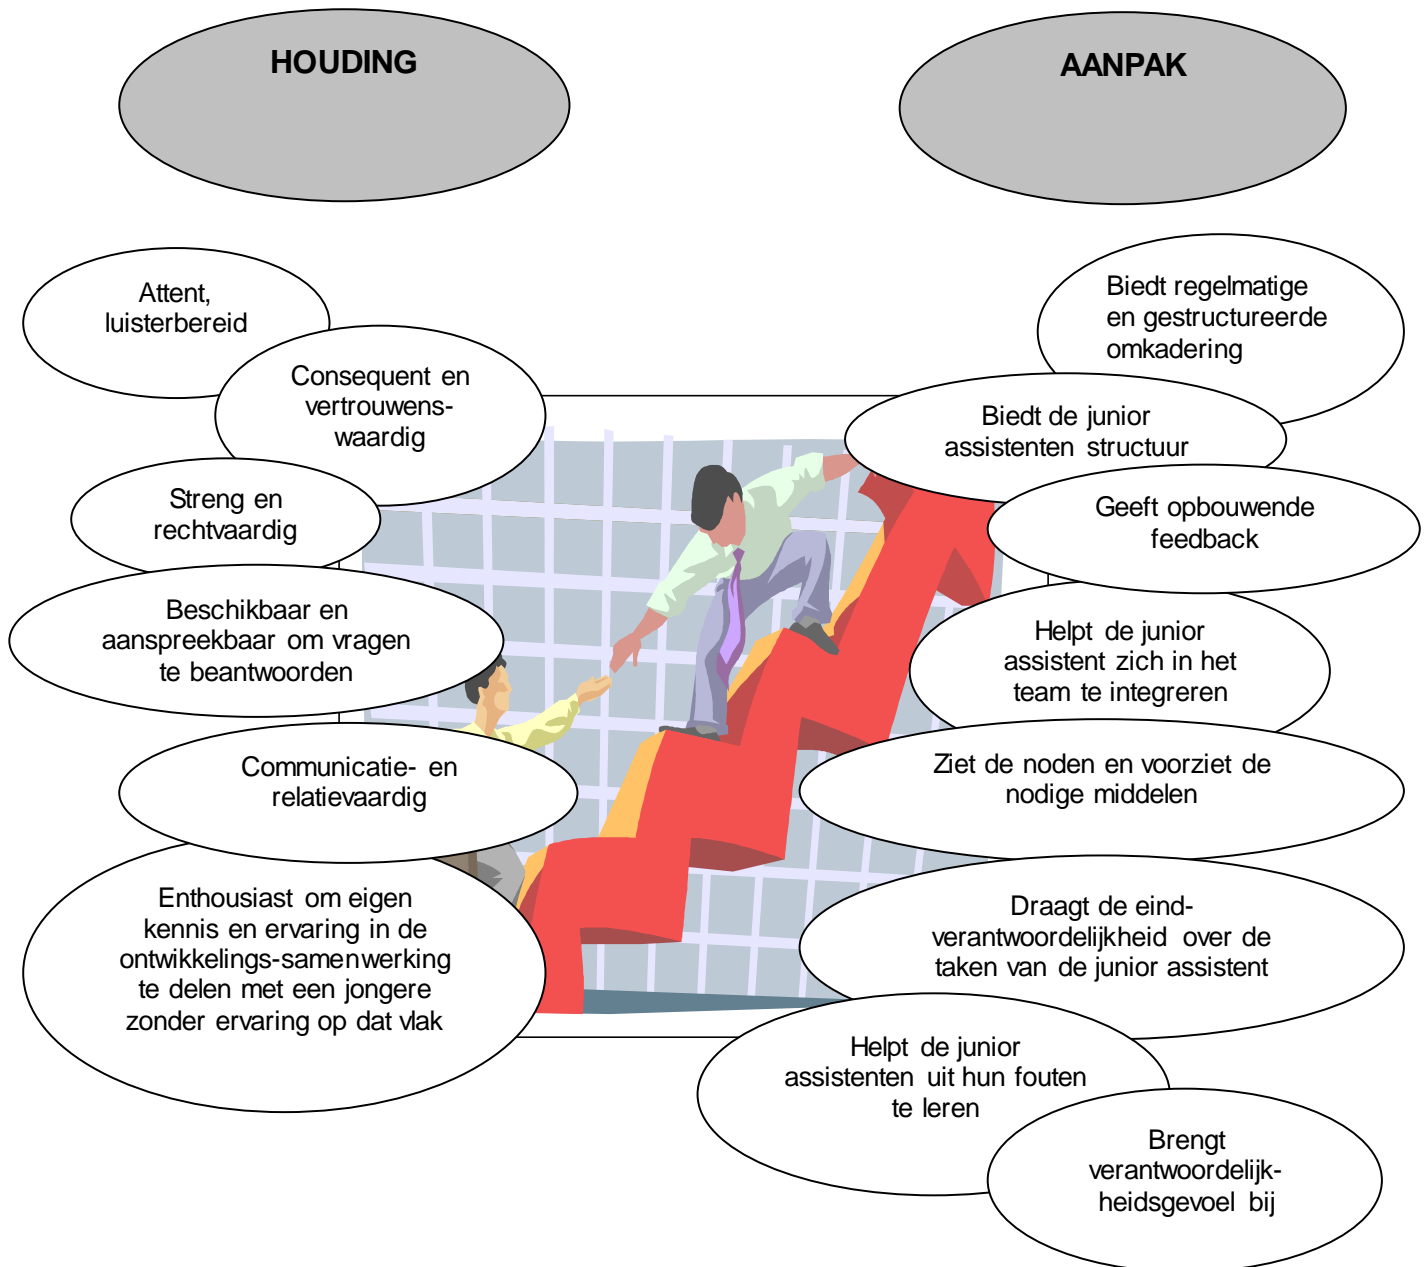 HOUDING
Attent,
luisterbereid
Consequent en
vertrouwens-
waardig
Streng en
rechtvaardig
Beschikbaar en
aanspreekbaar om vragen
te beantwoorden
Communicatie- en
relatievaardig
Enthousiast om eigen
kennis en ervaring in de
ontwikkelings-samenwerking
te delen met een jongere
zonder ervaring op dat vlak
AANPAK
Biedt regelmatige
en gestructureerde
omkadering
Biedt de junior
assistenten structuur
Geeft opbouwende
feedback
Helpt de junior
assistent zich in het
team te integreren
Ziet de noden en voorziet de
nodige middelen
Draagt de eind-
verantwoordelijkheid over de
taken van de junior assistent
Helpt de junior
assistenten uit hun fouten
te leren
Brengt
verantwoordelijk-
heidsgevoel bij